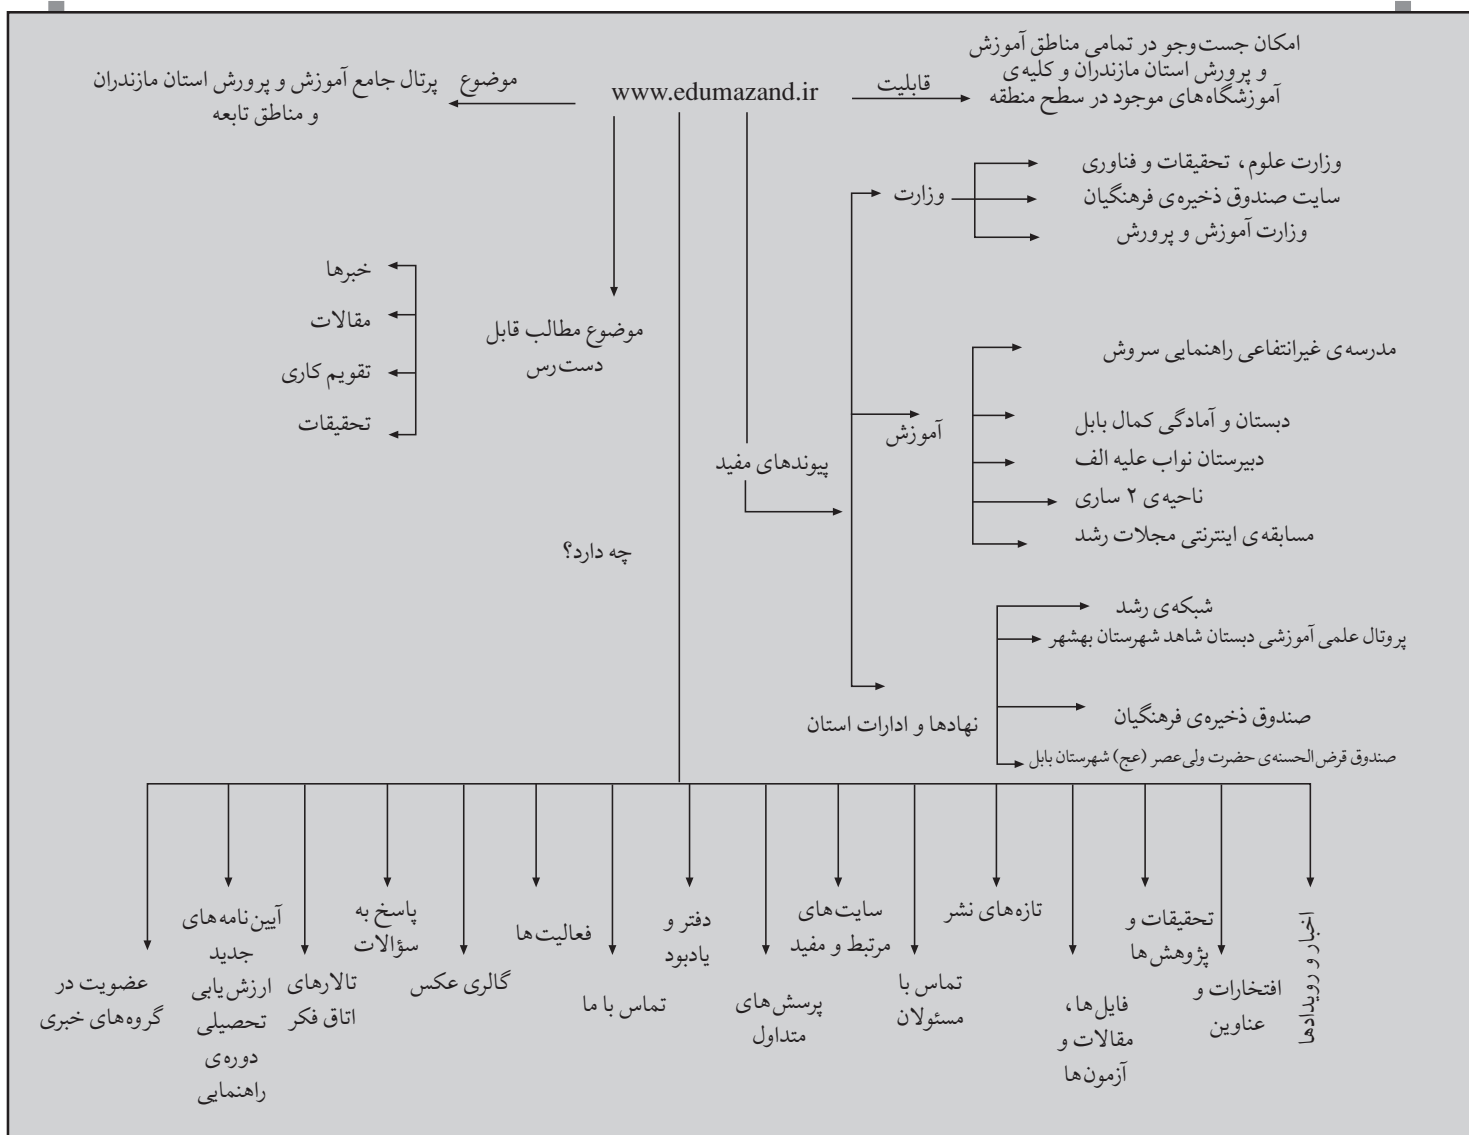 امکان جست‌وجو در تمامی مناطق آموزش
و پرورش استان مازندران و کلیه‌ی
آموزشگاه‌های موجود در سطح منطقه
قابلیت
www.edumazand.ir
موضوع
پرتال جامع آموزش و پرورش استان مازندران
و مناطق تابعه
وزارت
وزارت علوم، تحقیقات و فناوری
سایت صندوق ذخیره‌ی فرهنگیان
وزارت آموزش و پرورش
موضوع مطالب قابل
دست‌رس
خبرها
مقالات
تقویم کاری
تحقیقات
پیوندهای مفید
آموزش
مدرسه‌ی غیرانتفاعی راهنمایی سروش
دبستان و آمادگی کمال بابل
دبیرستان نواب علیه الف
ناحیه‌ی ۲ ساری
مسابقه‌ی اینترنتی مجلات رشد
چه دارد؟
نهادها و ادارات استان
شبکه‌ی رشد
پروتال علمی آموزشی دبستان شاهد شهرستان بهشهر
صندوق ذخیره‌ی فرهنگیان
صندوق قرض‌الحسنه‌ی حضرت ولی‌عصر (عج) شهرستان بابل
اخبار و رویدادها
افتخارات و
عناوین
تحقیقات و
پژوهش‌ها
فایل‌ها،
مقالات و
آزمون‌ها
تازه‌های نشر
تماس با
مسئولان
سایت‌های
مرتبط و مفید
پرسش‌های
متداول
دفتر و
یادبود
تماس با ما
فعالیت‌ها
گالری عکس
پاسخ به
سؤالات
تالارهای
اتاق فکر
آیین‌نامه‌های
جدید
ارزش‌یابی
تحصیلی
دوره‌ی
راهنمایی
عضویت در
گروه‌های خبری